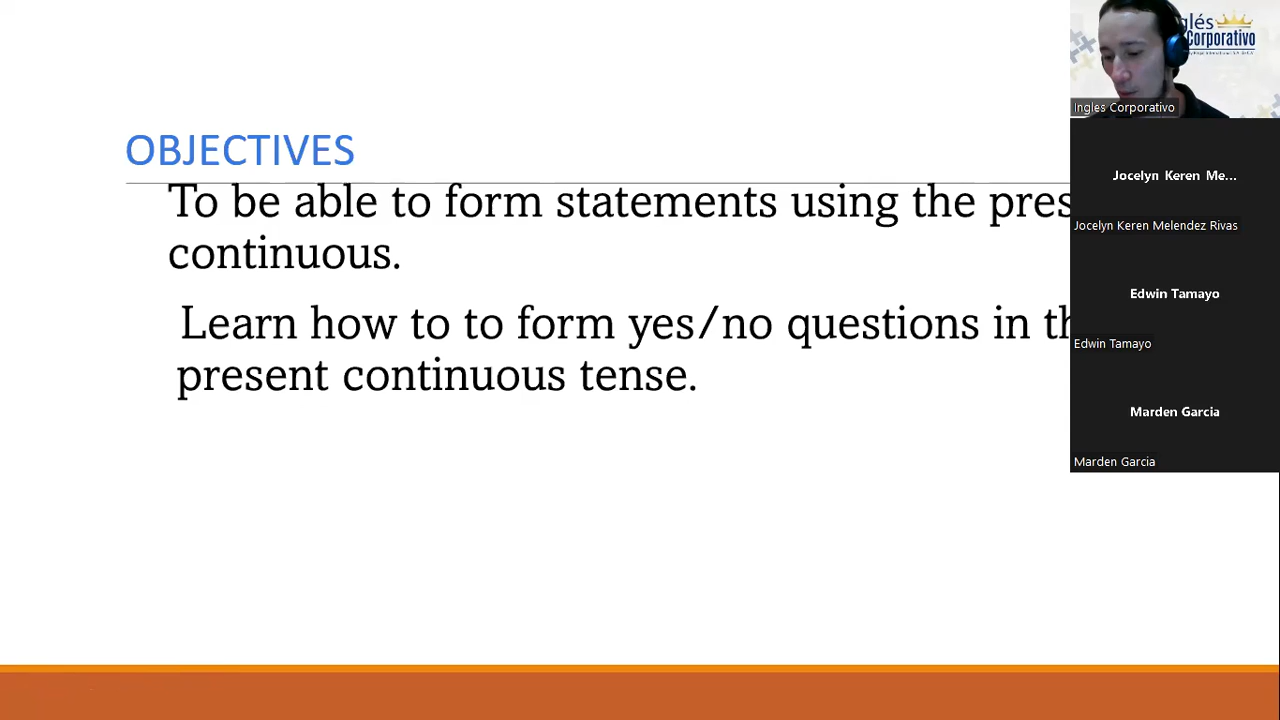 OBJECTIVES
To be able to form statements using the pres
continuous.
Learn how to to form yes/no questions in th
present continuous tense.
glés
Corporativo
Ingles Corporativo
Jocelyn Keren Me...
Jocelyn Keren Melendez Rivas
Edwin Tamayo
Edwin Tamayo
Marden Garcia
Marden Garcia